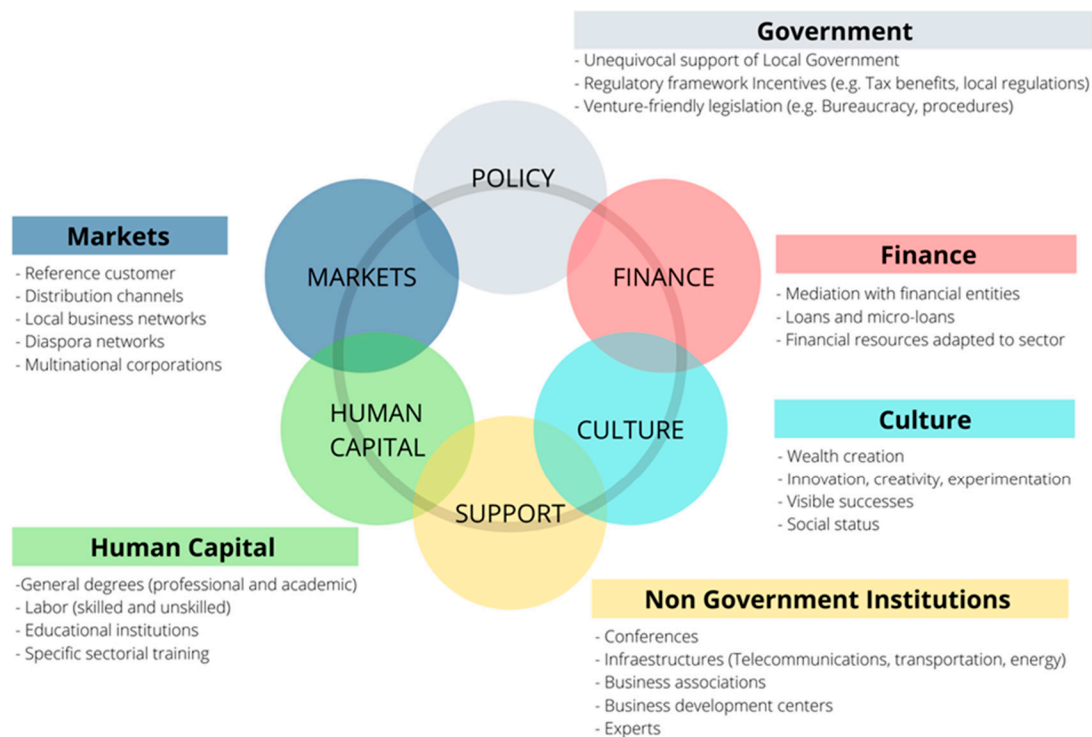 Government
- Unequivocal support of Local Government
- Regulatory framework Incentives (e.g. Tax benefits, local regulations)
- Venture-friendly legislation (e.g. Bureaucracy, procedures)
POLICY
MARKETS
FINANCE
HUMAN
CAPITAL
CULTURE
SUPPORT
Markets
- Reference customer
- Distribution channels
- Local business networks
- Diaspora networks
- Multinational corporations
Finance
- Mediation with financial entities
- Loans and micro-loans
- Financial resources adapted to sector
Culture
- Wealth creation
- Innovation, creativity, experimentation
- Visible successes
- Social status
Human Capital
-General degrees (professional and academic)
- Labor (skilled and unskilled)
- Educational institutions
- Specific sectorial training
Non Government Institutions
- Conferences
- Infraestructures (Telecommunications, transportation, energy)
- Business associations
- Business development centers
- Experts